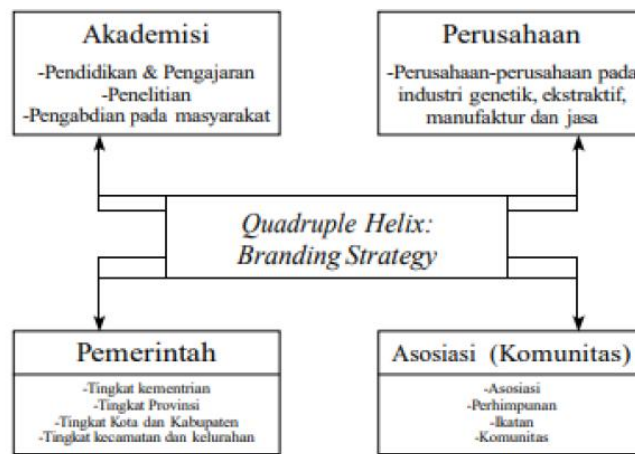 Akademisi
-Pendidikan & Pengajaran
-Penelitian
-Pengabdian pada masyarakat
Perusahaan
-Perusahaan-perusahaan pada
industri genetik, ekstraktif,
manufaktur dan jasa
Quadruple Helix:
Branding Strategy
Pemerintah
-Tingkat kementrian
-Tingkat Provinsi
-Tingkat Kota dan Kabupaten
-Tingkat kecamatan dan kelurahan
Asosiasi (Komunitas)
-Asosiasi
-Perhimpunan
-Ikatan
-Komunitas